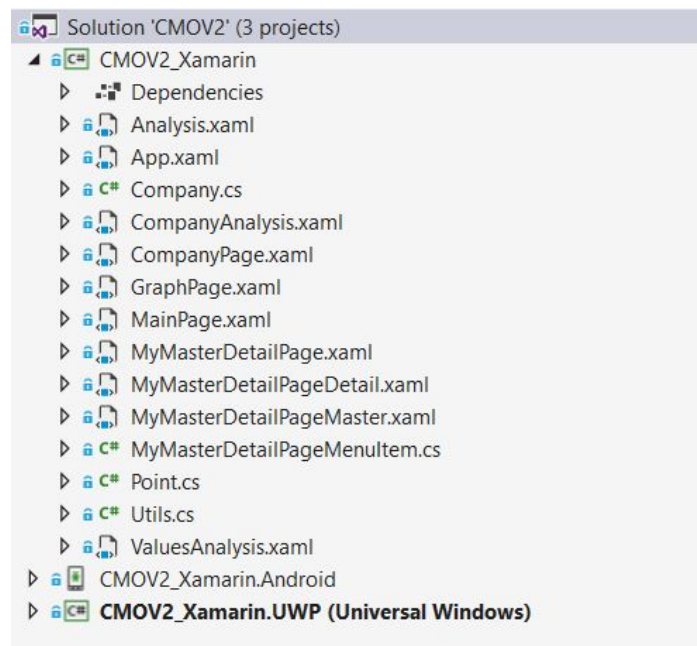 Solution 'CMOV2' (3 projects)
C# CMOV2_Xamarin
Dependencies
Analysis.xaml
App.xaml
C# Company.cs
CompanyAnalysis.xaml
CompanyPage.xaml
GraphPage.xaml
MainPage.xaml
MyMasterDetailPage.xaml
MyMasterDetailPageDetail.xaml
MyMasterDetailPageMaster.xaml
C# MyMasterDetailPageMenuItem.cs
C# Point.cs
C# Utils.cs
ValuesAnalysis.xaml
CMOV2_Xamarin.Android
C# CMOV2_Xamarin.UWP (Universal Windows)